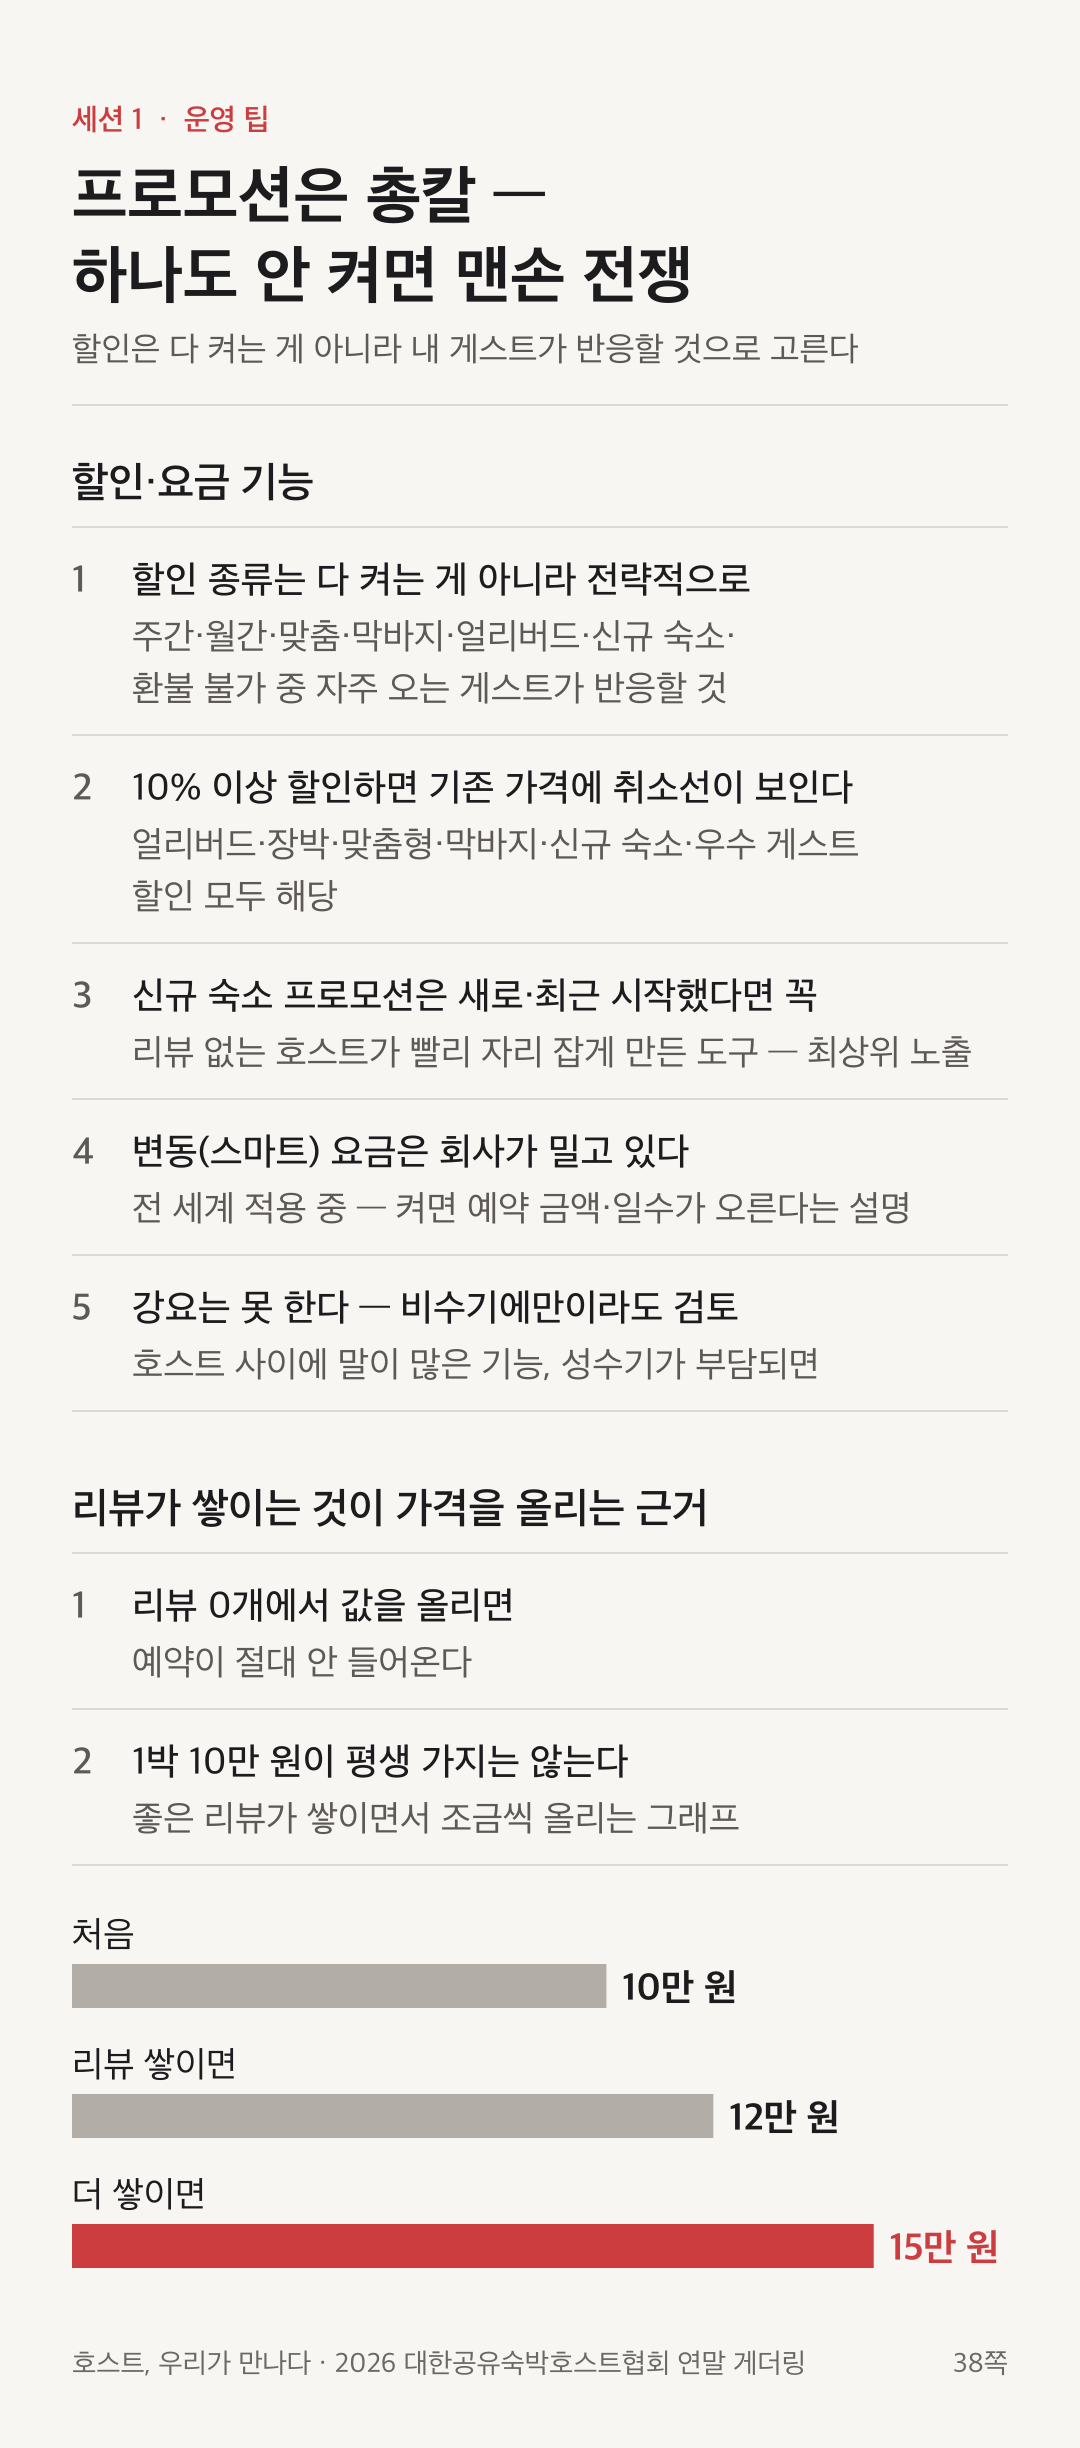 세션 1 · 운영 팁
프로모션은 총칼 —
하나도 안 켜면 맨손 전쟁
할인은 다 켜는 게 아니라 내 게스트가 반응할 것으로 고른다
할인·요금 기능
1 할인 종류는 다 켜는 게 아니라 전략적으로
주간·월간·맞춤·막바지·얼리버드·신규 숙소·
환불 불가 중 자주 오는 게스트가 반응할 것
2 10% 이상 할인하면 기존 가격에 취소선이 보인다
얼리버드·장박·맞춤형·막바지·신규 숙소·우수 게스트
할인 모두 해당
3 신규 숙소 프로모션은 새로·최근 시작했다면 꼭
리뷰 없는 호스트가 빨리 자리 잡게 만든 도구 — 최상위 노출
4 변동(스마트) 요금은 회사가 밀고 있다
전 세계 적용 중 — 켜면 예약 금액·일수가 오른다는 설명
5 강요는 못 한다 — 비수기에만이라도 검토
호스트 사이에 말이 많은 기능, 성수기가 부담되면
리뷰가 쌓이는 것이 가격을 올리는 근거
1 리뷰 0개에서 값을 올리면
예약이 절대 안 들어온다
2 1박 10만 원이 평생 가지는 않는다
좋은 리뷰가 쌓이면서 조금씩 올리는 그래프
처음
10만 원
리뷰 쌓이면
12만 원
더 쌓이면
15만 원
호스트, 우리가 만나다 · 2026 대한공유숙박호스트협회 연말 게더링 38쪽